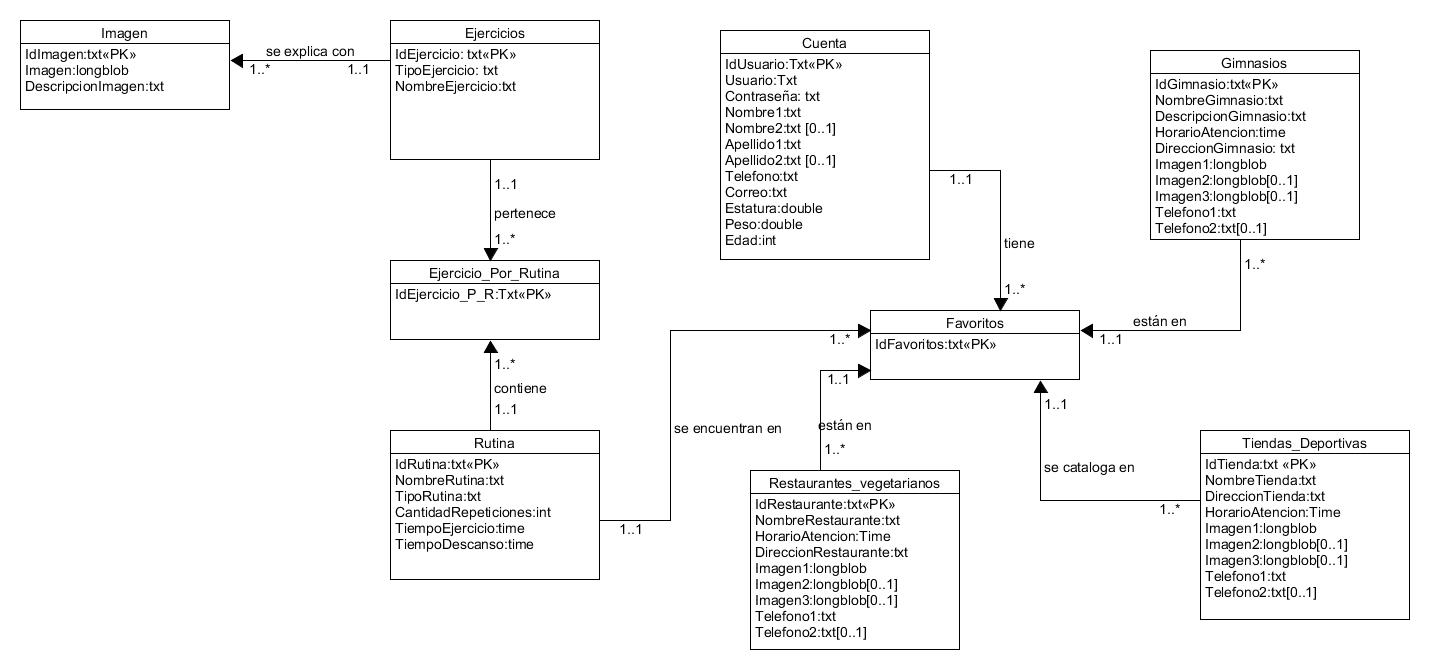 Imagen
IdImagen:txt«PK»
Imagen:longblob
DescripcionImagen:txt
se explica con
1..*
1..1
Ejercicios
IdEjercicio: txt«PK»
TipoEjercicio: txt
NombreEjercicio:txt
1..1
pertenece
1..*
Ejercicio_Por_Rutina
IdEjercicio_P_R:Txt«PK»
1..*
contiene
1..1
Rutina
IdRutina:txt«PK»
NombreRutina:txt
TipoRutina:txt
CantidadRepeticiones:int
TiempoEjercicio:time
TiempoDescanso:time
1..1
se encuentran en
1..*
Cuenta
IdUsuario:Txt«PK»
Usuario:Txt
Contraseña: txt
Nombre1:txt
Nombre2:txt [0..1]
Apellido1:txt
Apellido2:txt [0..1]
Telefono:txt
Correo:txt
Estatura:double
Peso:double
Edad:int
1..1
tiene
1..*
Favoritos
IdFavoritos:txt«PK»
Gimnasios
IdGimnasio:txt«PK»
NombreGimnasio:txt
DescripcionGimnasio:txt
HorarioAtencion:time
DireccionGimnasio: txt
Imagen1:longblob
Imagen2:longblob[0..1]
Imagen3:longblob[0..1]
Telefono1:txt
Telefono2:txt[0..1]
1..*
están en
1..1
1..1
están en
1..*
Restaurantes_vegetarianos
IdRestaurante:txt«PK»
NombreRestaurante:txt
HorarioAtencion:Time
DireccionRestaurante:txt
Imagen1:longblob
Imagen2:longblob[0..1]
Imagen3:longblob[0..1]
Telefono1:txt
Telefono2:txt[0..1]
1..1
se cataloga en
1..*
Tiendas_Deportivas
IdTienda:txt «PK»
NombreTienda:txt
DireccionTienda:txt
HorarioAtencion:Time
Imagen1:longblob
Imagen2:longblob[0..1]
Imagen3:longblob[0..1]
Telefono1:txt
Telefono2:txt[0..1]